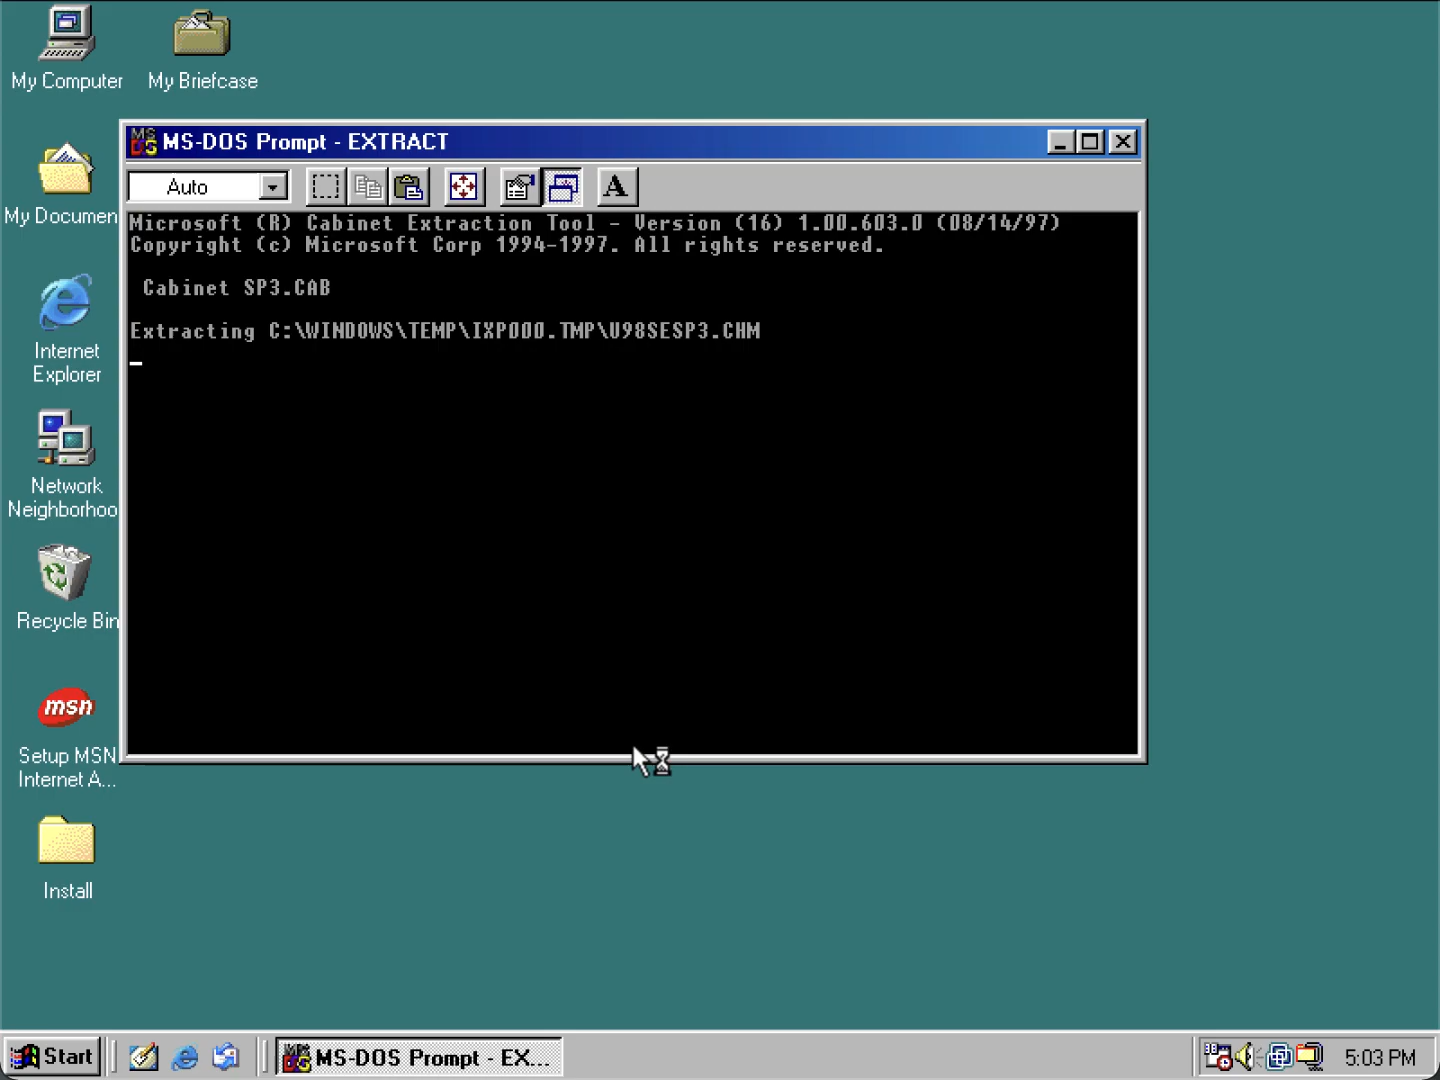 My Computer
My Briefcase
MS-DOS Prompt - EXTRACT
Auto
A
Microsoft (R) Cabinet Extraction Tool - Version (16) 1.00.603.0 (08/14/97)
Copyright (c) Microsoft Corp 1994-1997. All rights reserved.
Cabinet SP3.CAB
Extracting C:\WINDOWS\TEMP\IXP000.TMP\U98SESP3.CHM
My Documen
Internet
Explorer
Network
Neighborhoo
Recycle Bin
msn
Setup MSN
Internet A...
Install
Start
MS-DOS Prompt - EX...
5:03 PM